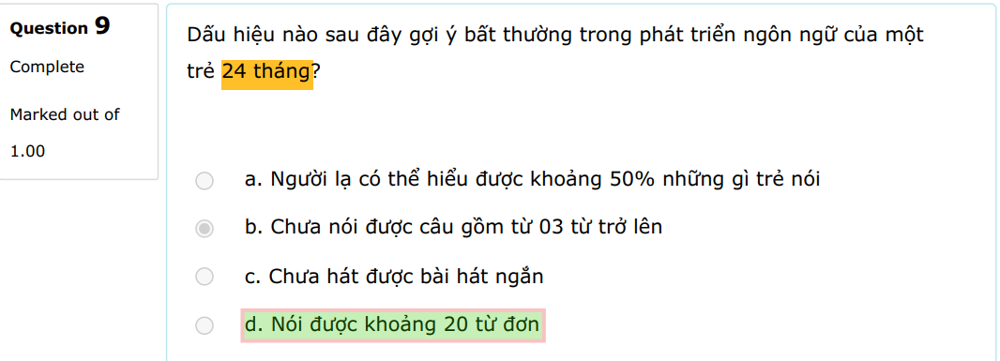 Question 9
Complete
Marked out of
1.00
Dấu hiệu nào sau đây gợi ý bất thường trong phát triển ngôn ngữ của một
trẻ 24 tháng?
a. Người lạ có thể hiểu được khoảng 50% những gì trẻ nói
b. Chưa nói được câu gồm từ 03 từ trở lên
c. Chưa hát được bài hát ngắn
d. Nói được khoảng 20 từ đơn